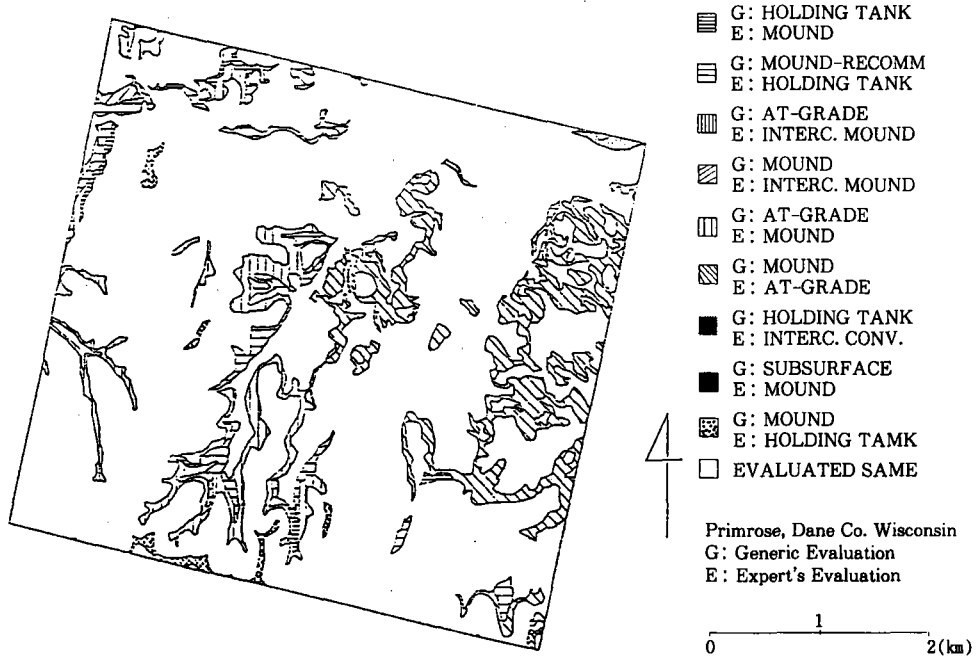 G: HOLDING TANK
E: MOUND
G: MOUND-RECOMM
E: HOLDING TANK
G: AT-GRADE
E: INTERC. MOUND
G: MOUND
E: INTERC. MOUND
G: AT-GRADE
E: MOUND
G: MOUND
E: AT-GRADE
G: HOLDING TANK
E: INTERC. CONV.
G: SUBSURFACE
E: MOUND
G: MOUND
E: HOLDING TAMK
EVALUATED SAME
Primrose, Dane Co. Wisconsin
G: Generic Evaluation
E: Expert's Evaluation
1
0 2(km)